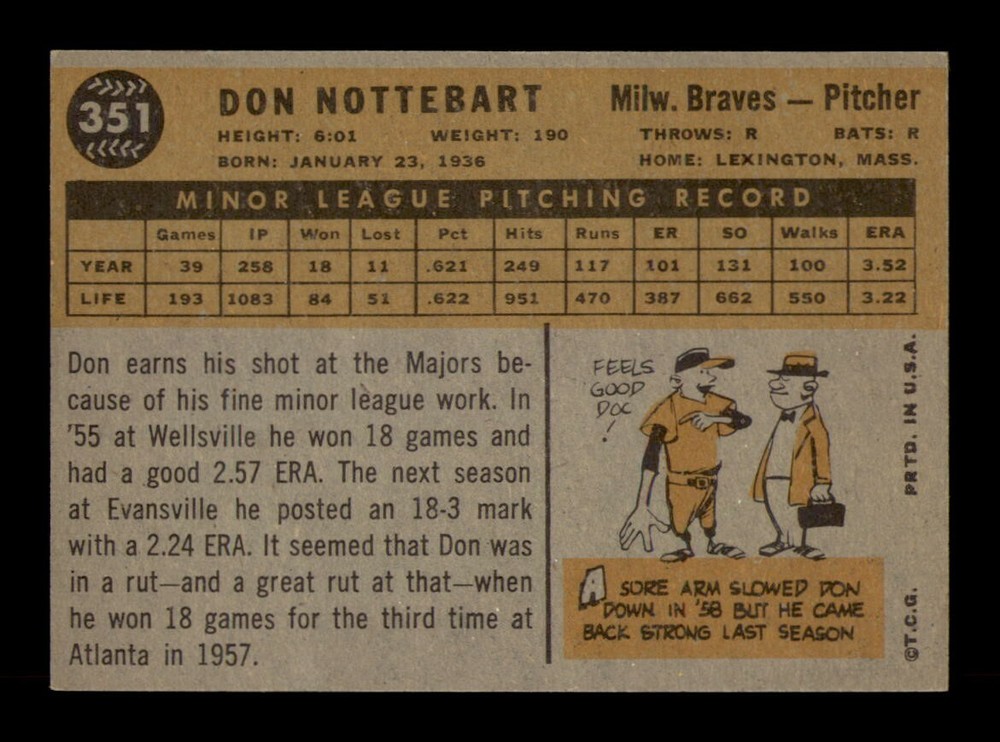 351
DON NOTTEBART
Milw. Braves — Pitcher
HEIGHT: 6:01 WEIGHT: 190 THROWS: R BATS: R
BORN: JANUARY 23, 1936 HOME: LEXINGTON, MASS.
MINOR LEAGUE PITCHING RECORD
Games IP Won Lost Pct Hits Runs ER SO Walks ERA
YEAR 39 258 18 11 .621 249 117 101 131 100 3.52
LIFE 193 1083 84 51 .622 951 470 387 662 550 3.22
Don earns his shot at the Majors be-
cause of his fine minor league work. In
'55 at Wellsville he won 18 games and
had a good 2.57 ERA. The next season
at Evansville he posted an 18-3 mark
with a 2.24 ERA. It seemed that Don was
in a rut—and a great rut at that—when
he won 18 games for the third time at
Atlanta in 1957.
FEELS
GOOD
DOC
!
A SORE ARM SLOWED DON
DOWN IN '58 BUT HE CAME
BACK STRONG LAST SEASON
©T.C.G. PRTD. IN U.S.A.